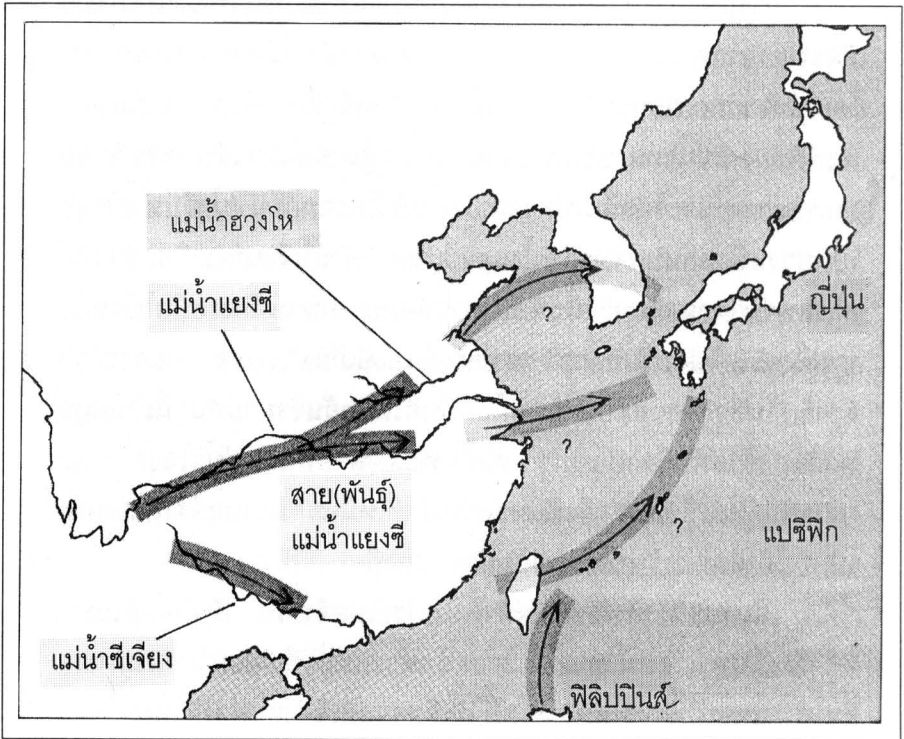 แม่น้ำฮวงโห
แม่น้ำแยงซี
ญี่ปุ่น
?
?
สาย(พันธุ์)
แม่น้ำแยงซี
?
แปซิฟิก
แม่น้ำซีเจียง
ฟิลิปปินส์